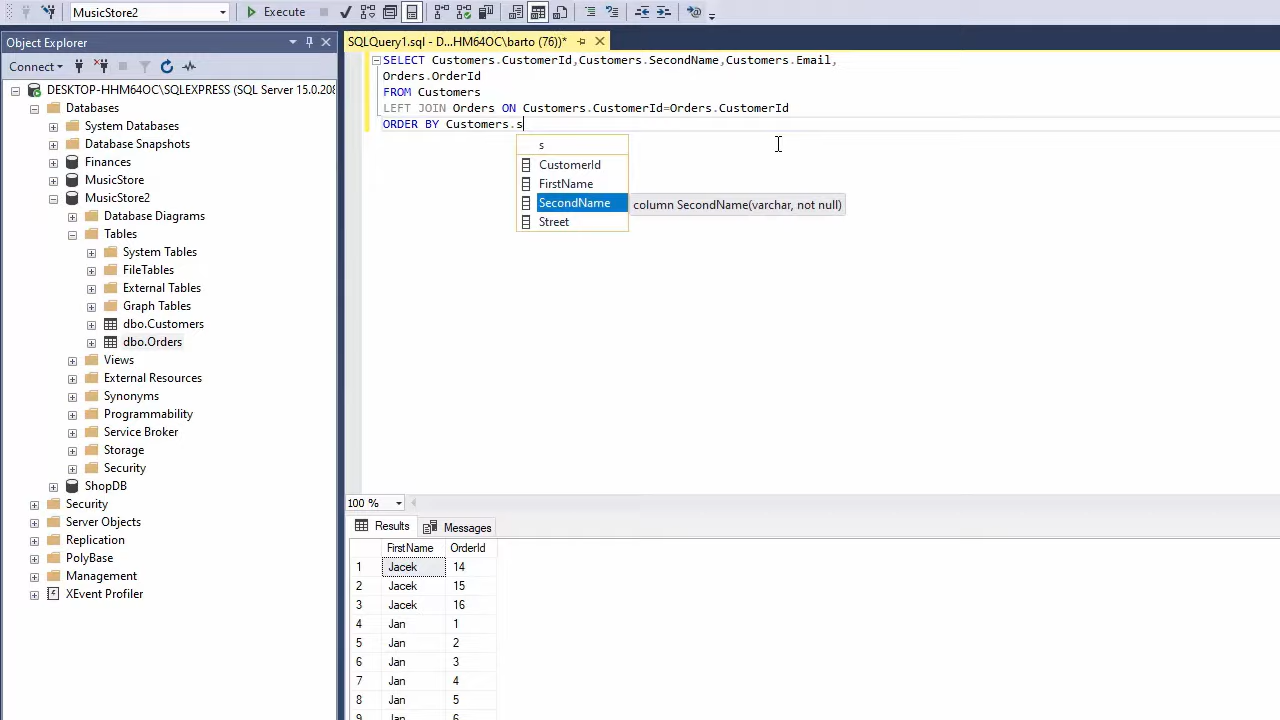 MusicStore2
Execute
Object Explorer
Connect
DESKTOP-HHM64OC\SQLEXPRESS (SQL Server 15.0.208
Databases
System Databases
Database Snapshots
Finances
MusicStore
MusicStore2
Database Diagrams
Tables
System Tables
FileTables
External Tables
Graph Tables
dbo.Customers
dbo.Orders
Views
External Resources
Synonyms
Programmability
Service Broker
Storage
Security
ShopDB
Security
Server Objects
Replication
PolyBase
Management
XEvent Profiler
SQLQuery1.sql - D...HM64OC\barto (76))*
SELECT Customers.CustomerId,Customers.SecondName,Customers.Email,
Orders.OrderId
FROM Customers
LEFT JOIN Orders ON Customers.CustomerId=Orders.CustomerId
ORDER BY Customers.s
s
CustomerId
FirstName
SecondName
column SecondName(varchar, not null)
Street
100 %
Results Messages
FirstName OrderId
1 Jacek 14
2 Jacek 15
3 Jacek 16
4 Jan 1
5 Jan 2
6 Jan 3
7 Jan 4
8 Jan 5
9 Jan 6